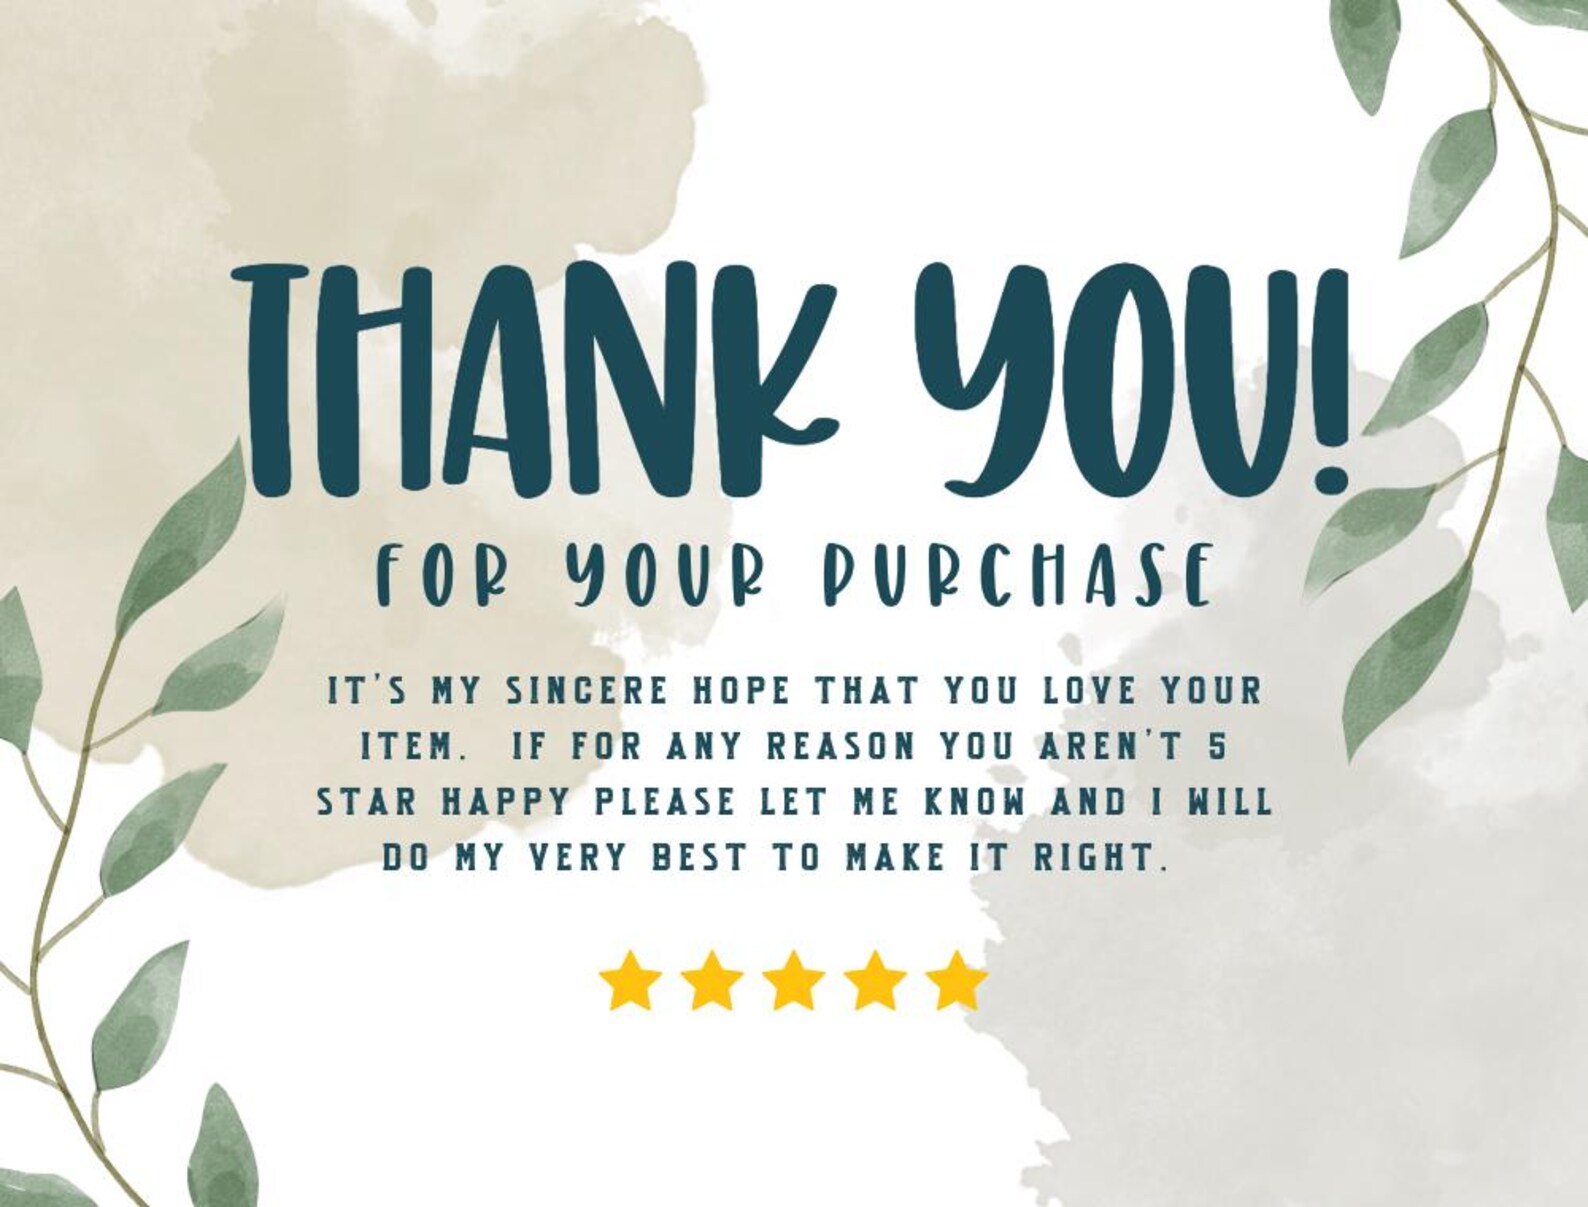 THANK YOU!
FOR YOUR PURCHASE
IT'S MY SINCERE HOPE THAT YOU LOVE YOUR
ITEM. IF FOR ANY REASON YOU AREN'T 5
STAR HAPPY PLEASE LET ME KNOW AND I WILL
DO MY VERY BEST TO MAKE IT RIGHT.